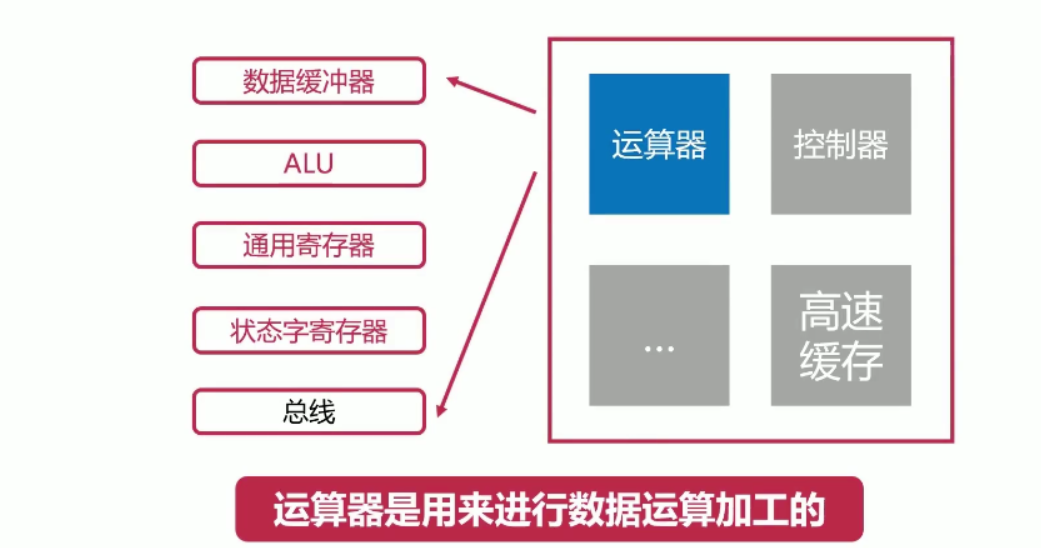 数据缓冲器
ALU
通用寄存器
状态字寄存器
总线
运算器
控制器
...
高速
缓存
运算器是用来进行数据运算加工的